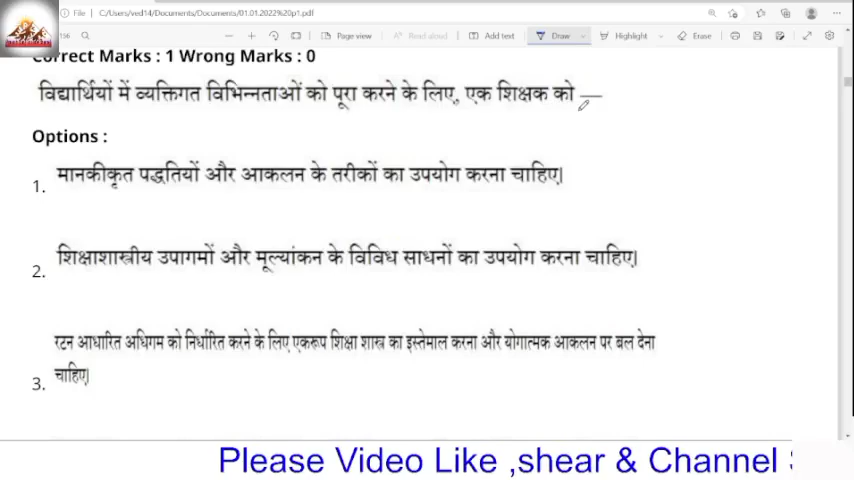 File | C:/Users/ved14/Documents/Documents/01.01.2022%20p1.pdf
136
Page view
Read aloud
Add text
Draw
Highlight
Erase
Correct Marks : 1 Wrong Marks : 0
विद्यार्थियों में व्यक्तिगत विभिन्नताओं को पूरा करने के लिए, एक शिक्षक को __
Options :
1. मानकीकृत पद्धतियों और आकलन के तरीकों का उपयोग करना चाहिए।
2. शिक्षाशास्त्रीय उपागमों और मूल्यांकन के विविध साधनों का उपयोग करना चाहिए।
रटन आधारित अधिगम को निर्धारित करने के लिए एकरूप शिक्षा शास्त्र का इस्तेमाल करना और योगात्मक आकलन पर बल देना
3. चाहिए।
Please Video Like ,shear & Channel